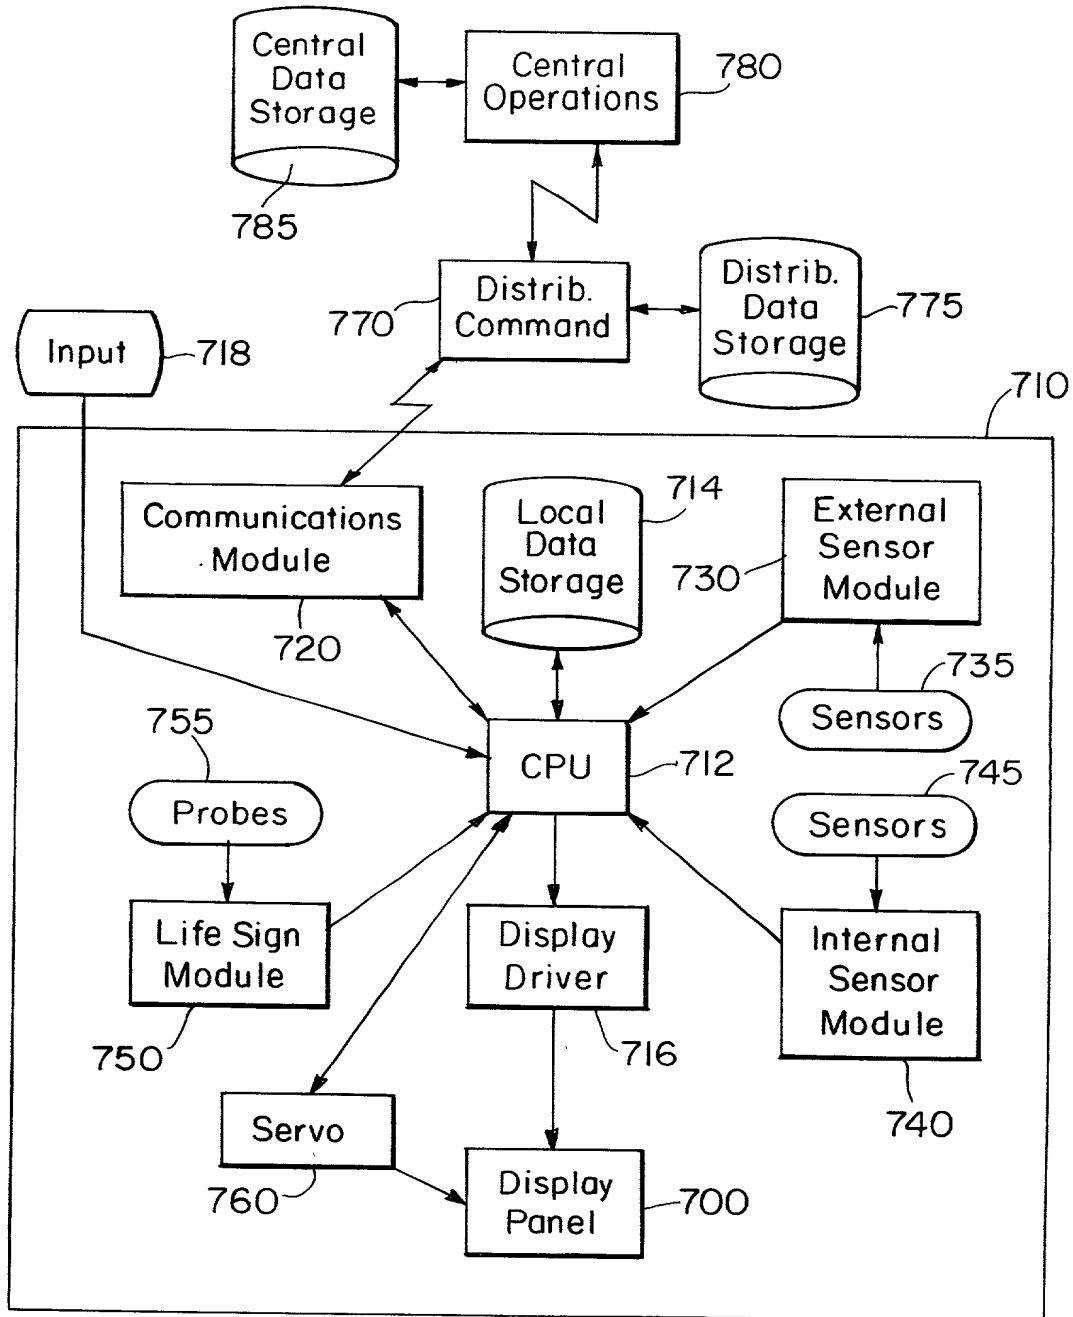 Central
Data
Storage
785
Central
Operations
780
Distrib.
Command
770
Distrib.
Data
Storage
775
Input
718
710
Communications
Module
720
Local
Data
Storage
714
External
Sensor
Module
730
Sensors
735
CPU
712
755
Probes
Sensors
745
Life Sign
Module
750
Display
Driver
716
Internal
Sensor
Module
740
Servo
760
Display
Panel
700